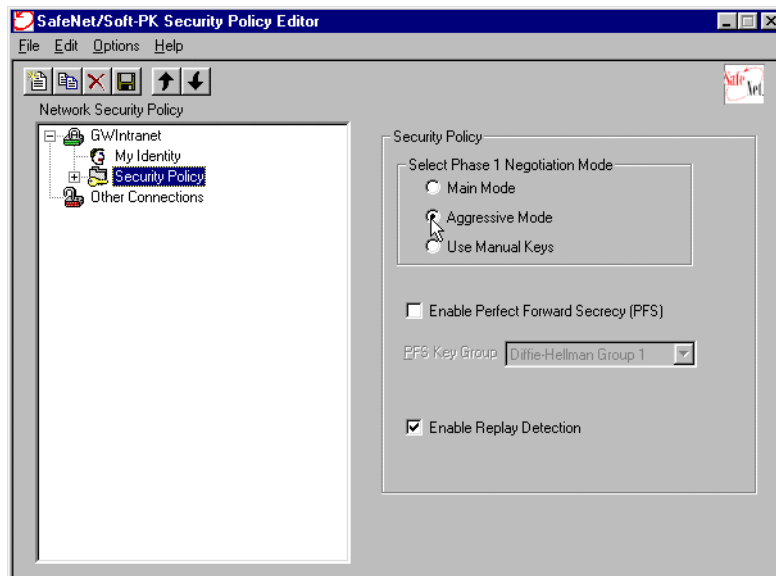 SafeNet/Soft-PK Security Policy Editor
File Edit Options Help
Safe Net
Network Security Policy
GWIntranet
My Identity
Security Policy
Other Connections
Security Policy
Select Phase 1 Negotiation Mode
Main Mode
Aggressive Mode
Use Manual Keys
Enable Perfect Forward Secrecy (PFS)
PFS Key Group Diffie-Hellman Group 1
Enable Replay Detection